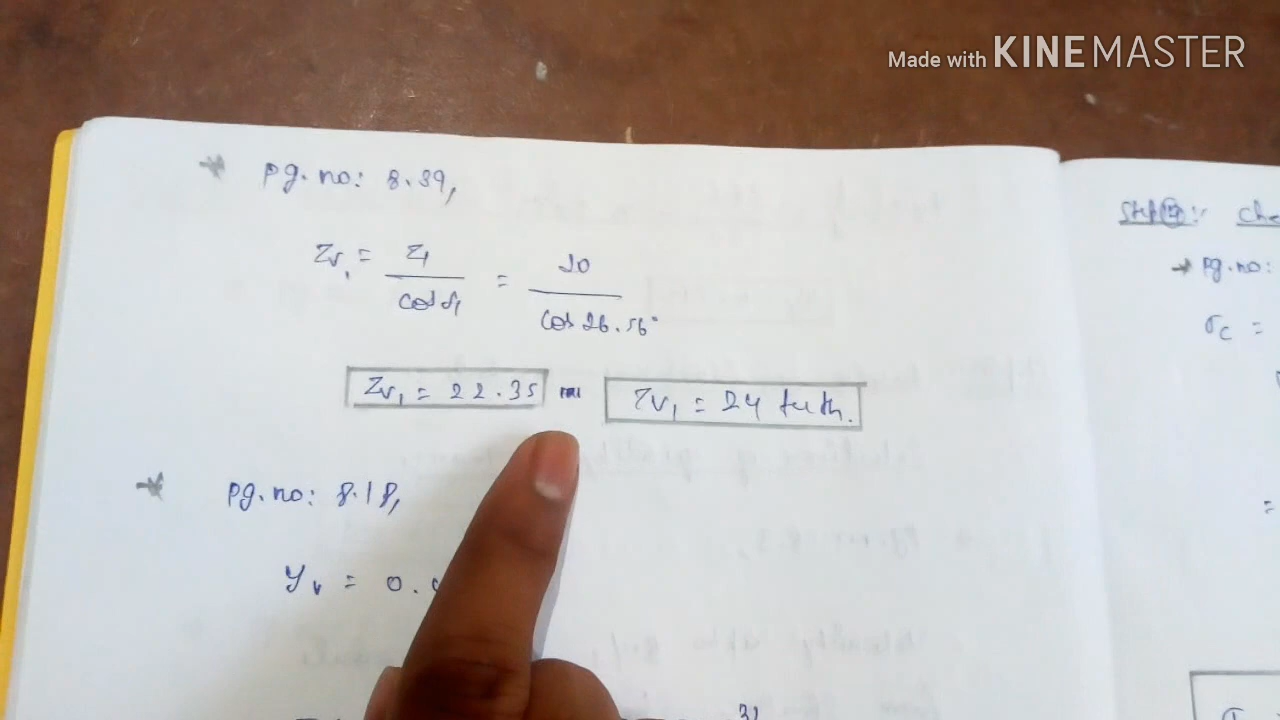 Made with KINEMASTER
pg.no: 8.39,
Zv₁ = Z₁ / cos δ₁ = 20 / cos 26.56°
Zv₁ = 22.35
Zv₁ = 24 teeth.
pg.no: 8.18,
yv = 0.
Step
pg.no:
σc =
=